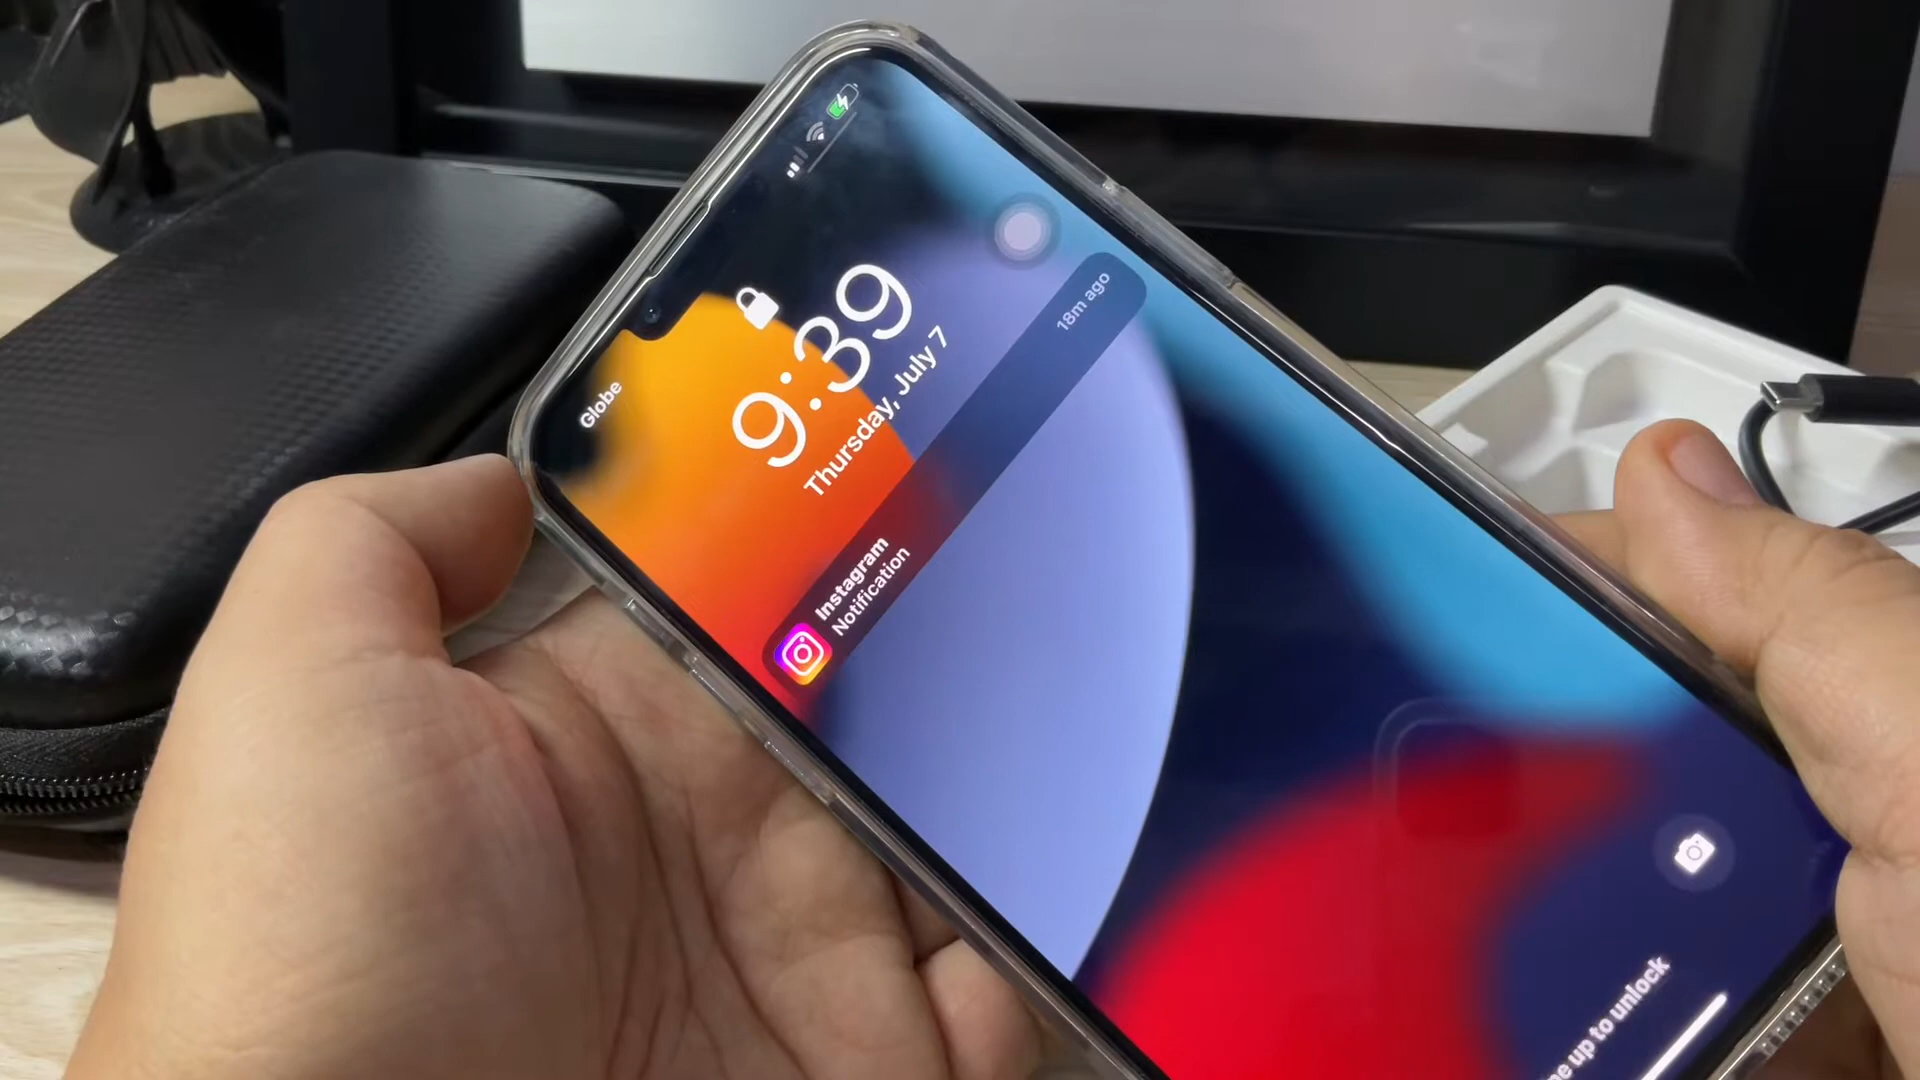 Globe
9:39
Thursday, July 7
Instagram
18m ago
Notification
up to unlock